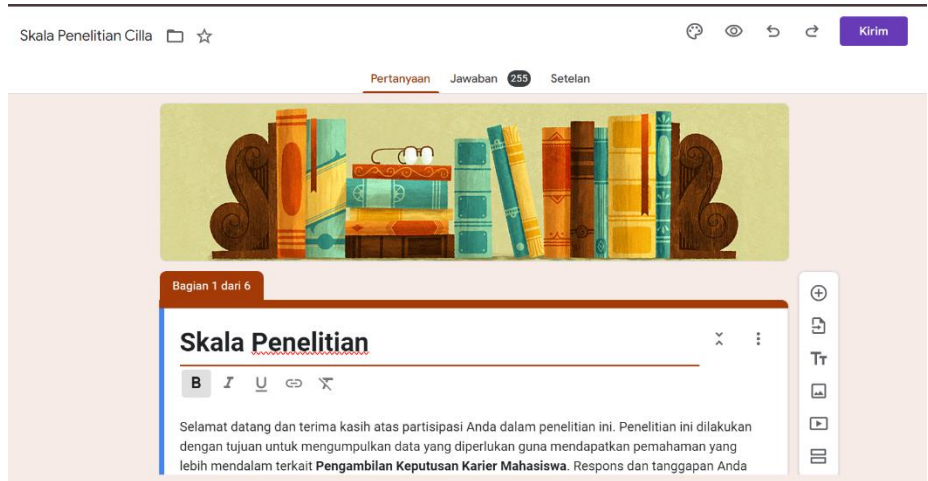 Skala Penelitian Cilla
Kirim
Pertanyaan Jawaban 255 Setelan
Bagian 1 dari 6
Skala Penelitian
B I U
Selamat datang dan terima kasih atas partisipasi Anda dalam penelitian ini. Penelitian ini dilakukan
dengan tujuan untuk mengumpulkan data yang diperlukan guna mendapatkan pemahaman yang
lebih mendalam terkait Pengambilan Keputusan Karier Mahasiswa. Respons dan tanggapan Anda
Tт